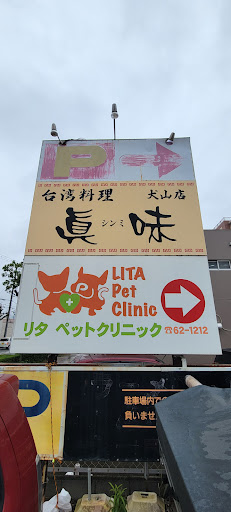 P
台湾料理 犬山店
眞味
シンミ
LITA
Pet
Clinic
リタ ペットクリニック ☎62-1212
P
駐車場内で
負いませ